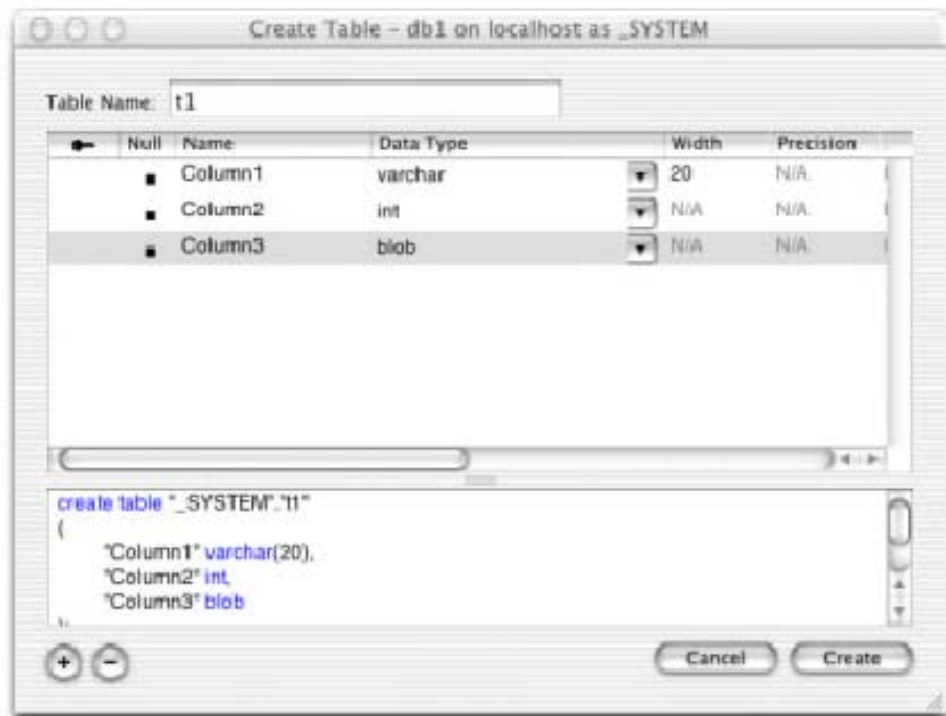 Create Table – db1 on localhost as _SYSTEM
Table Name: t1
Null Name Data Type Width Precision
Column1 varchar 20 N/A
Column2 int N/A N/A
Column3 blob N/A N/A
create table "_SYSTEM"."t1"
(
"Column1" varchar(20),
"Column2" int,
"Column3" blob
Cancel Create